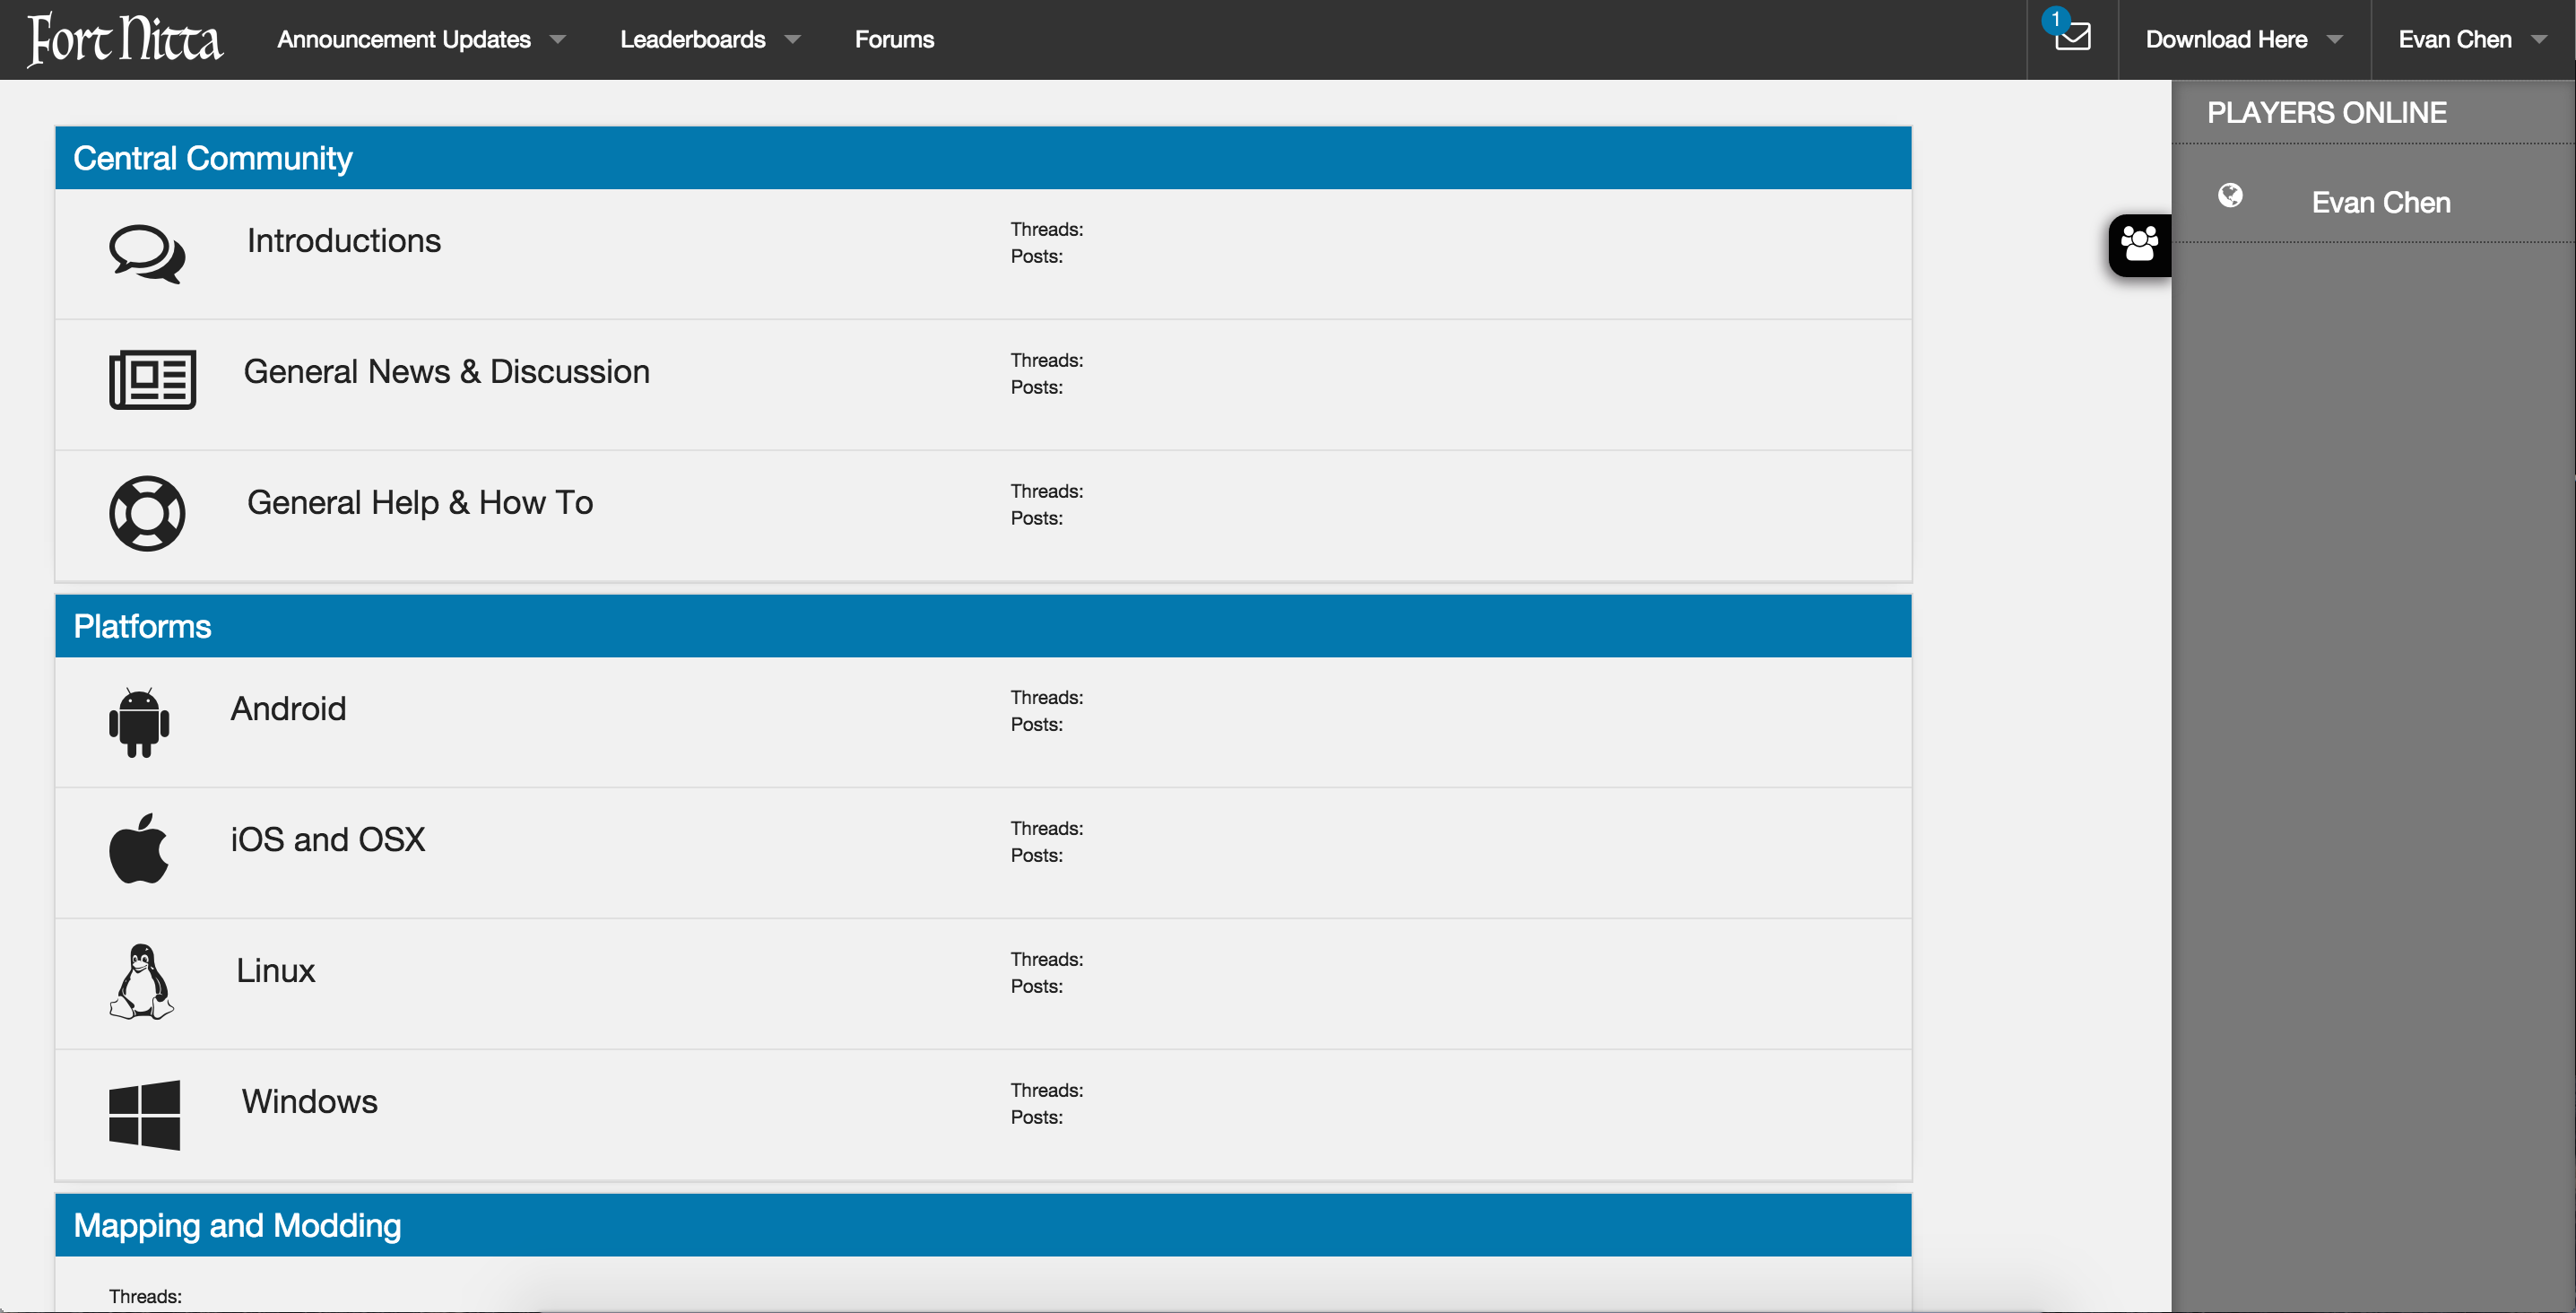 Fort Nitta
Announcement Updates
Leaderboards
Forums
1
Download Here
Evan Chen
PLAYERS ONLINE
Evan Chen
Central Community
Introductions
Threads:
Posts:
General News & Discussion
Threads:
Posts:
General Help & How To
Threads:
Posts:
Platforms
Android
Threads:
Posts:
iOS and OSX
Threads:
Posts:
Linux
Threads:
Posts:
Windows
Threads:
Posts:
Mapping and Modding
Threads: